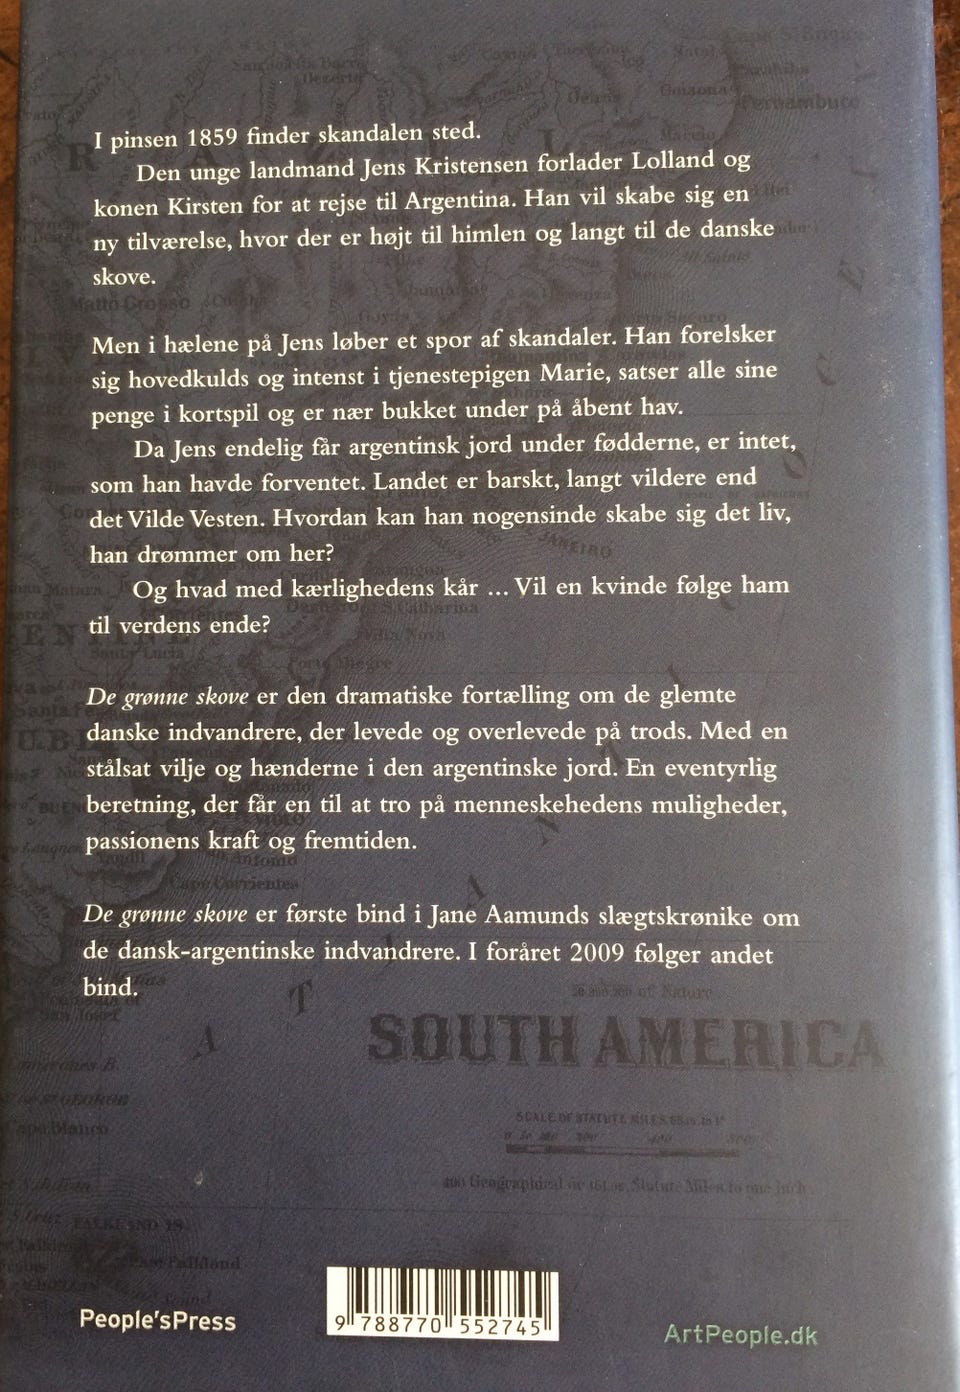 I pinsen 1859 finder skandalen sted.
Den unge landmand Jens Kristensen forlader Lolland og
konen Kirsten for at rejse til Argentina. Han vil skabe sig en
ny tilværelse, hvor der er højt til himlen og langt til de danske
skove.
Men i hælene på Jens løber et spor af skandaler. Han forelsker
sig hovedkulds og intenst i tjenestepigen Marie, satser alle sine
penge i kortspil og er nær bukket under på åbent hav.
Da Jens endelig får argentinsk jord under fødderne, er intet,
som han havde forventet. Landet er barskt, langt vildere end
det Vilde Vesten. Hvordan kan han nogensinde skabe sig det liv,
han drømmer om her?
Og hvad med kærlighedens kår ... Vil en kvinde følge ham
til verdens ende?
De grønne skove er den dramatiske fortælling om de glemte
danske indvandrere, der levede og overlevede på trods. Med en
stålsat vilje og hænderne i den argentinske jord. En eventyrlig
beretning, der får en til at tro på menneskehedens muligheder,
passionens kraft og fremtiden.
De grønne skove er første bind i Jane Aamunds slægtskrønike om
de dansk-argentinske indvandrere. I foråret 2009 følger andet
bind.
SOUTH AMERICA
SCALE OF STATUTE MILES
People'sPress
9 788770 552745
ArtPeople.dk